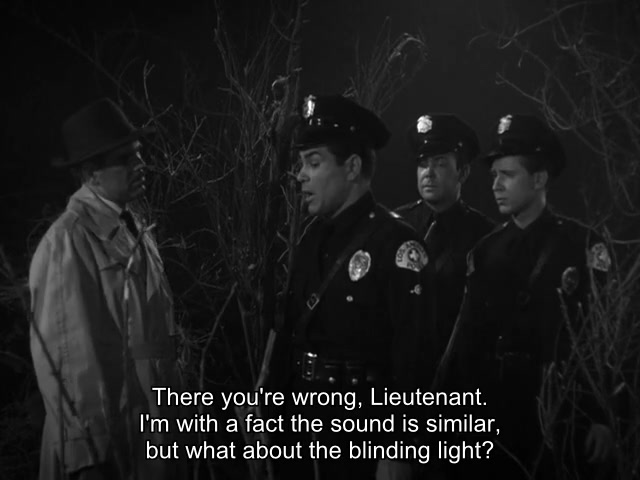 There you're wrong, Lieutenant.
I'm with a fact the sound is similar,
but what about the blinding light?